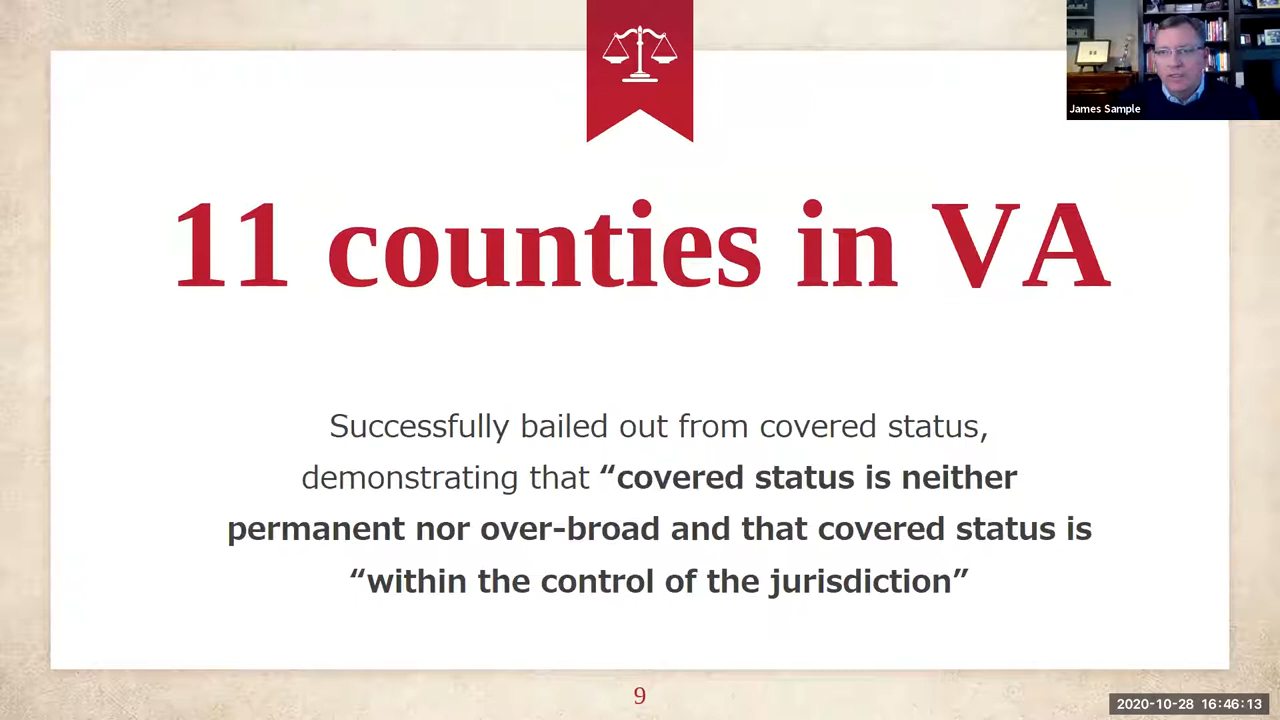 James Sample
11 counties in VA
Successfully bailed out from covered status,
demonstrating that “covered status is neither
permanent nor over-broad and that covered status is
“within the control of the jurisdiction”
9
2020-10-28 16:46:13